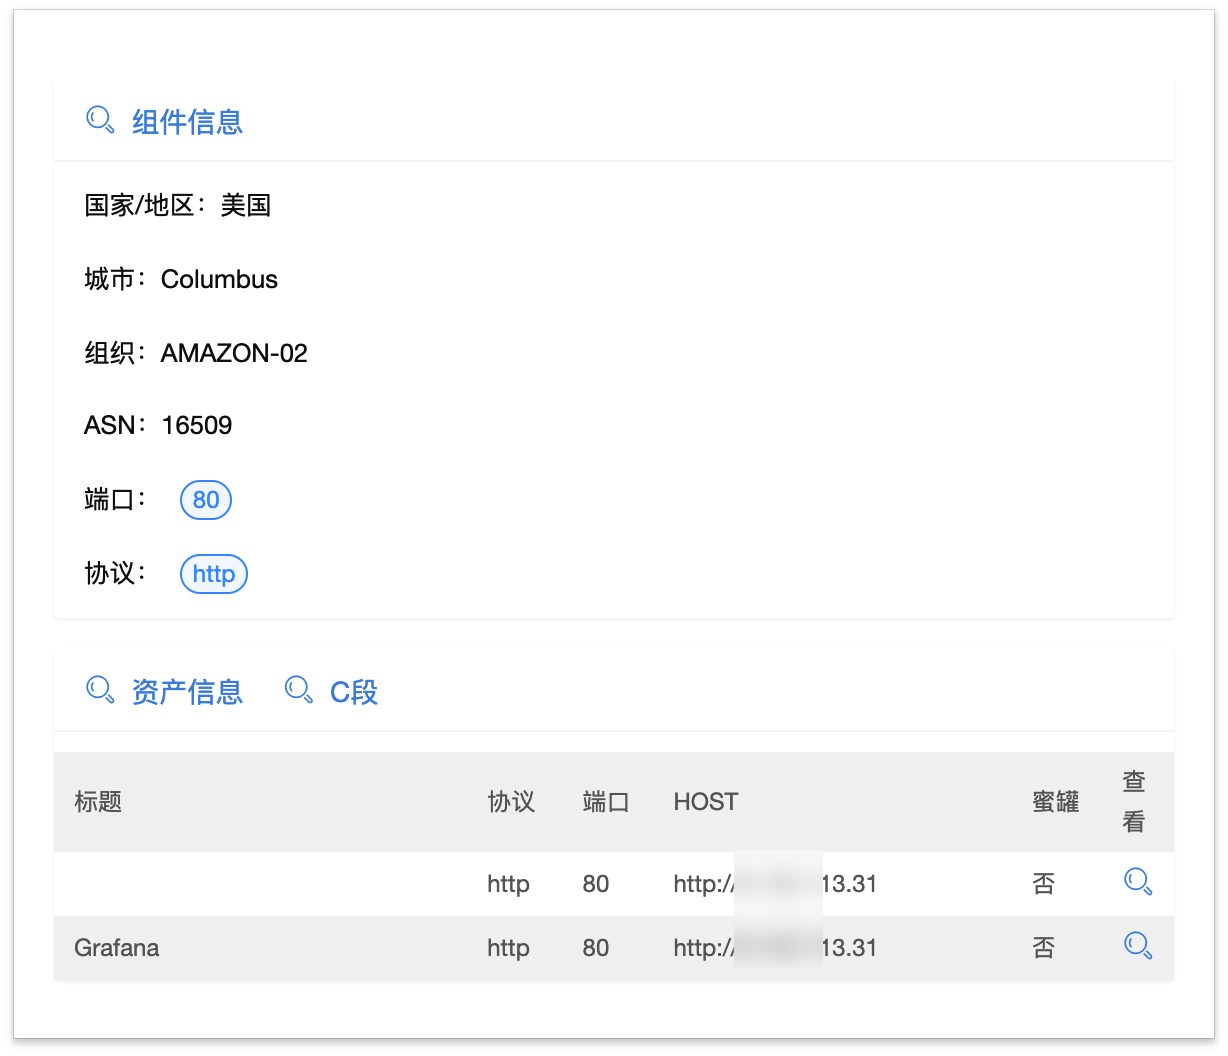 组件信息
国家/地区：美国
城市：Columbus
组织：AMAZON-02
ASN：16509
端口： 80
协议： http
资产信息 C段
标题 协议 端口 HOST 蜜罐 查看
http 80 http:/ 13.31 否
Grafana http 80 http:/ 13.31 否